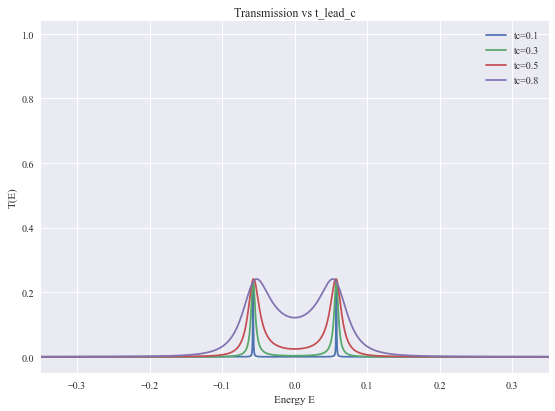 Transmission vs t_lead_c
tc=0.1
tc=0.3
tc=0.5
tc=0.8
1.0
0.8
0.6
0.4
0.2
0.0
T(E)
−0.3
−0.2
−0.1
0.0
0.1
0.2
0.3
Energy E